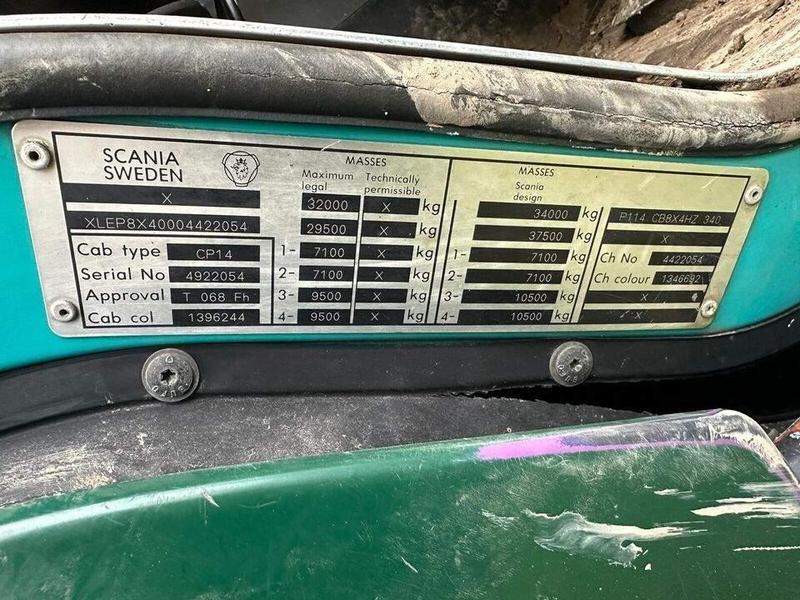 SCANIA
SWEDEN
X
XLEP8X40004422054
Cab type CP14
Serial No 4922054
Approval T 068 Fh
Cab col 1396244
MASSES
Maximum legal Technically permissible
32000 X kg
29500 X
1- 7100 X kg
2- 7100 X kg
3- 9500 X kg
4- 9500 X kg
MASSES
Scania design
34000 kg
37500
1- 7100 kg
2- 7100 kg
3- 10500 kg
4- 10500 kg
P114 CB8X4HZ 340
X
Ch No 4422054
Ch colour 1346692
X
X